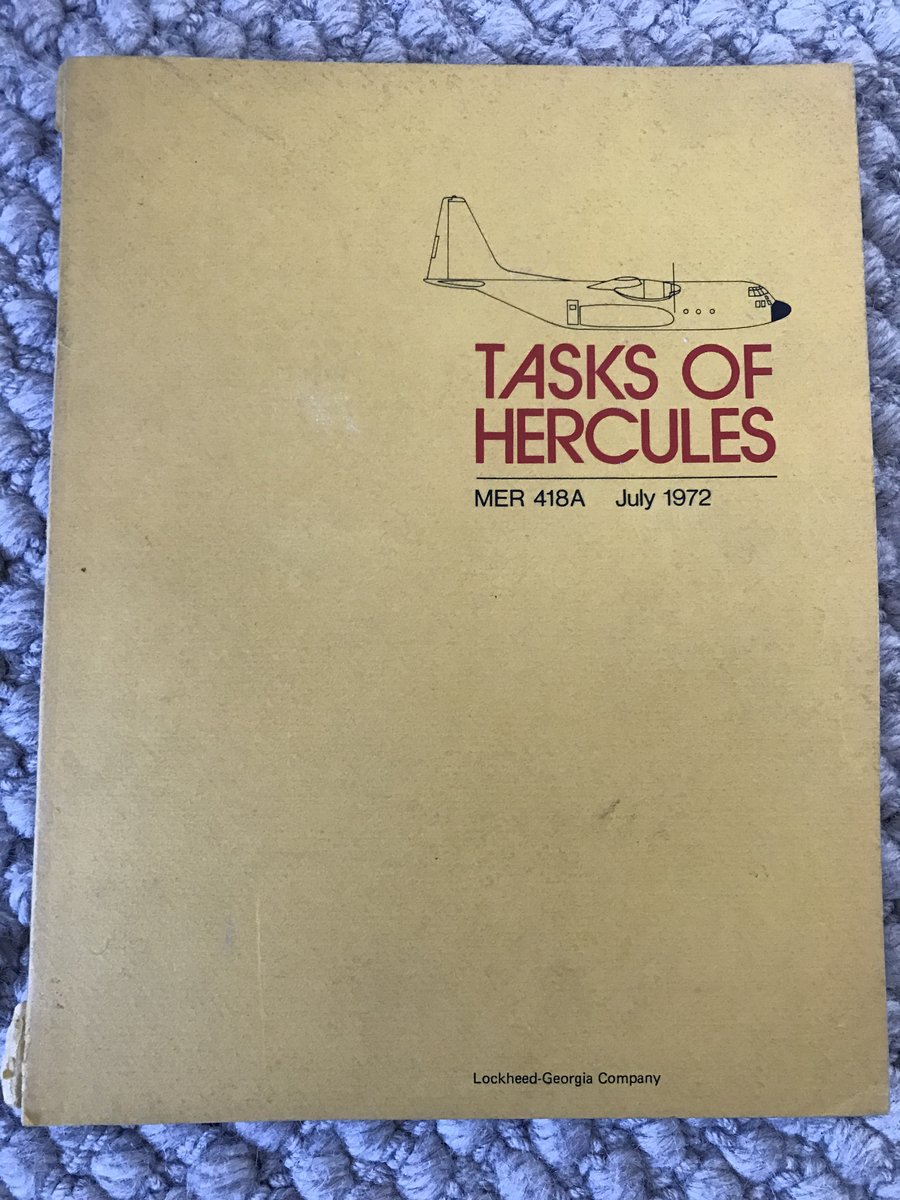 TASKS OF
HERCULES
MER 418A July 1972
Lockheed-Georgia Company